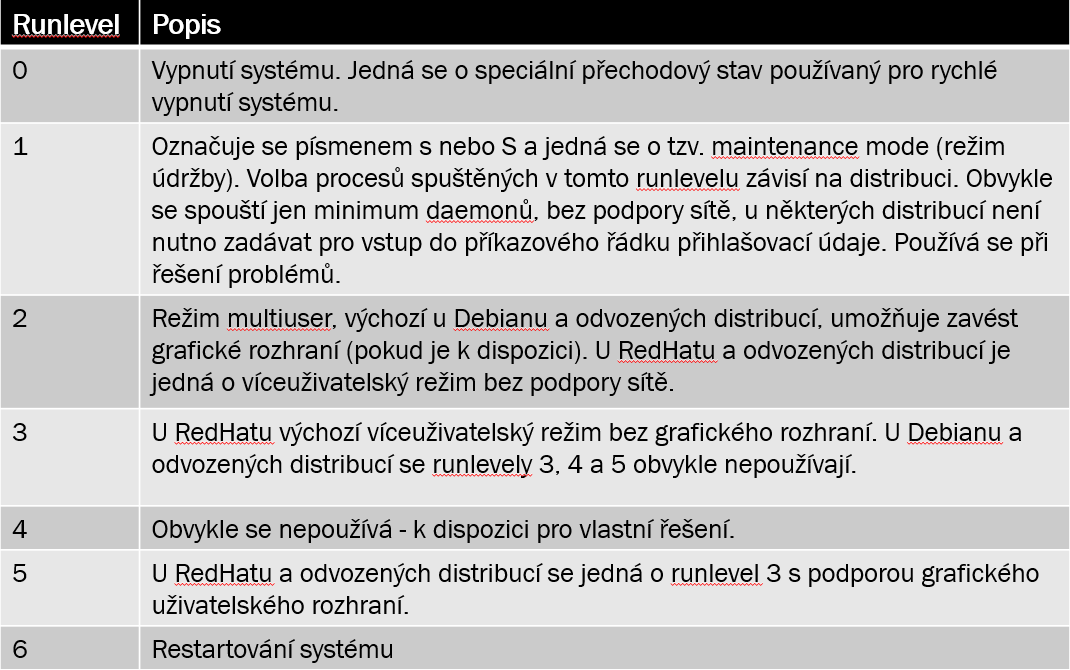 Runlevel Popis
0 Vypnutí systému. Jedná se o speciální přechodový stav používaný pro rychlé
vypnutí systému.
1 Označuje se písmenem s nebo S a jedná se o tzv. maintenance mode (režim
údržby). Volba procesů spuštěných v tomto runlevelu závisí na distribuci. Obvykle
se spouští jen minimum daemonů, bez podpory sítě, u některých distribucí není
nutno zadávat pro vstup do příkazového řádku přihlašovací údaje. Používá se při
řešení problémů.
2 Režim multiuser, výchozí u Debianu a odvozených distribucí, umožňuje zavést
grafické rozhraní (pokud je k dispozici). U RedHatu a odvozených distribucí je
jedná o víceuživatelský režim bez podpory sítě.
3 U RedHatu výchozí víceuživatelský režim bez grafického rozhraní. U Debianu a
odvozených distribucí se runlevely 3, 4 a 5 obvykle nepoužívají.
4 Obvykle se nepoužívá - k dispozici pro vlastní řešení.
5 U RedHatu a odvozených distribucí se jedná o runlevel 3 s podporou grafického
uživatelského rozhraní.
6 Restartování systému